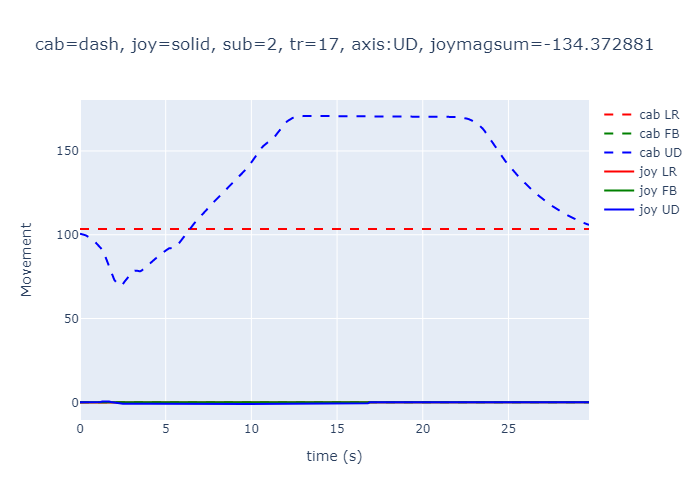 cab=dash, joy=solid, sub=2, tr=17, axis:UD, joymagsum=-134.372881
cab LR
cab FB
cab UD
joy LR
joy FB
joy UD
150
100
50
0
Movement
0 5 10 15 20 25
time (s)